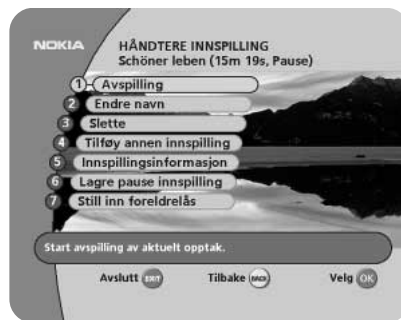 NOKIA
HÅNDTERE INNSPILLING
Schöner leben (15m 19s, Pause)
1 Avspilling
2 Endre navn
3 Slette
4 Tilføy annen innspilling
5 Innspillingsinformasjon
6 Lagre pause innspilling
7 Still inn foreldrelås
Start avspilling av aktuelt opptak.
Avslutt EXIT Tilbake BACK Velg OK